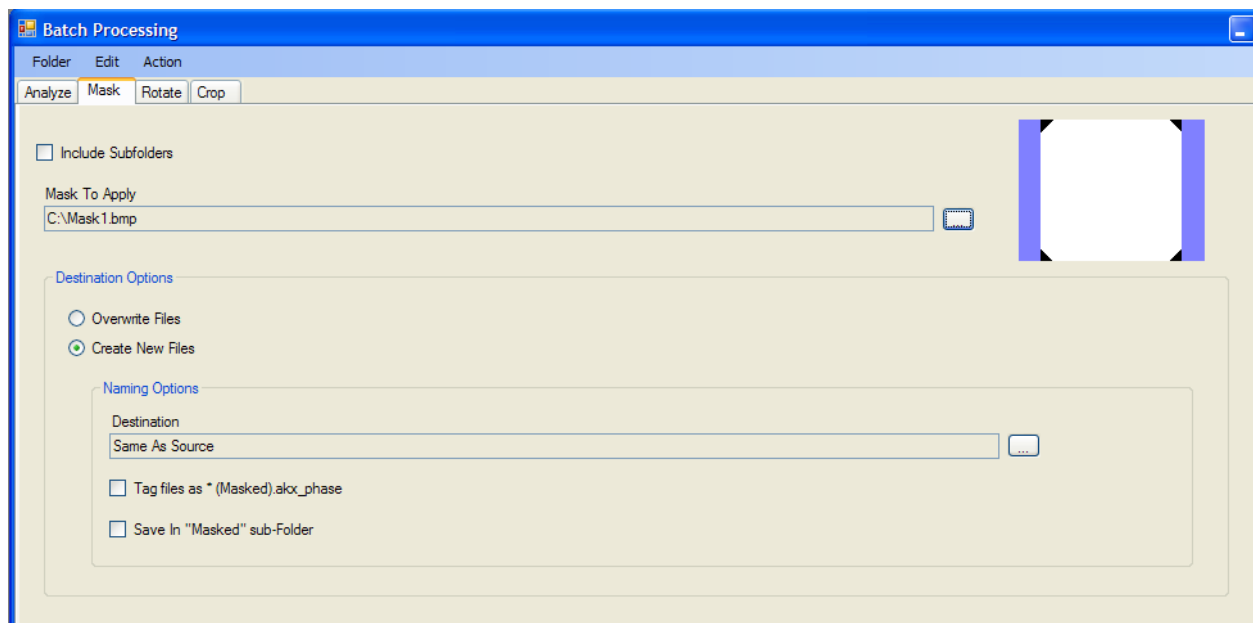 Batch Processing
Folder Edit Action
Analyze Mask Rotate Crop
Include Subfolders
Mask To Apply
C:\Mask1.bmp
...
Destination Options
Overwrite Files
Create New Files
Naming Options
Destination
Same As Source
...
Tag files as * (Masked).akx_phase
Save In "Masked" sub-Folder